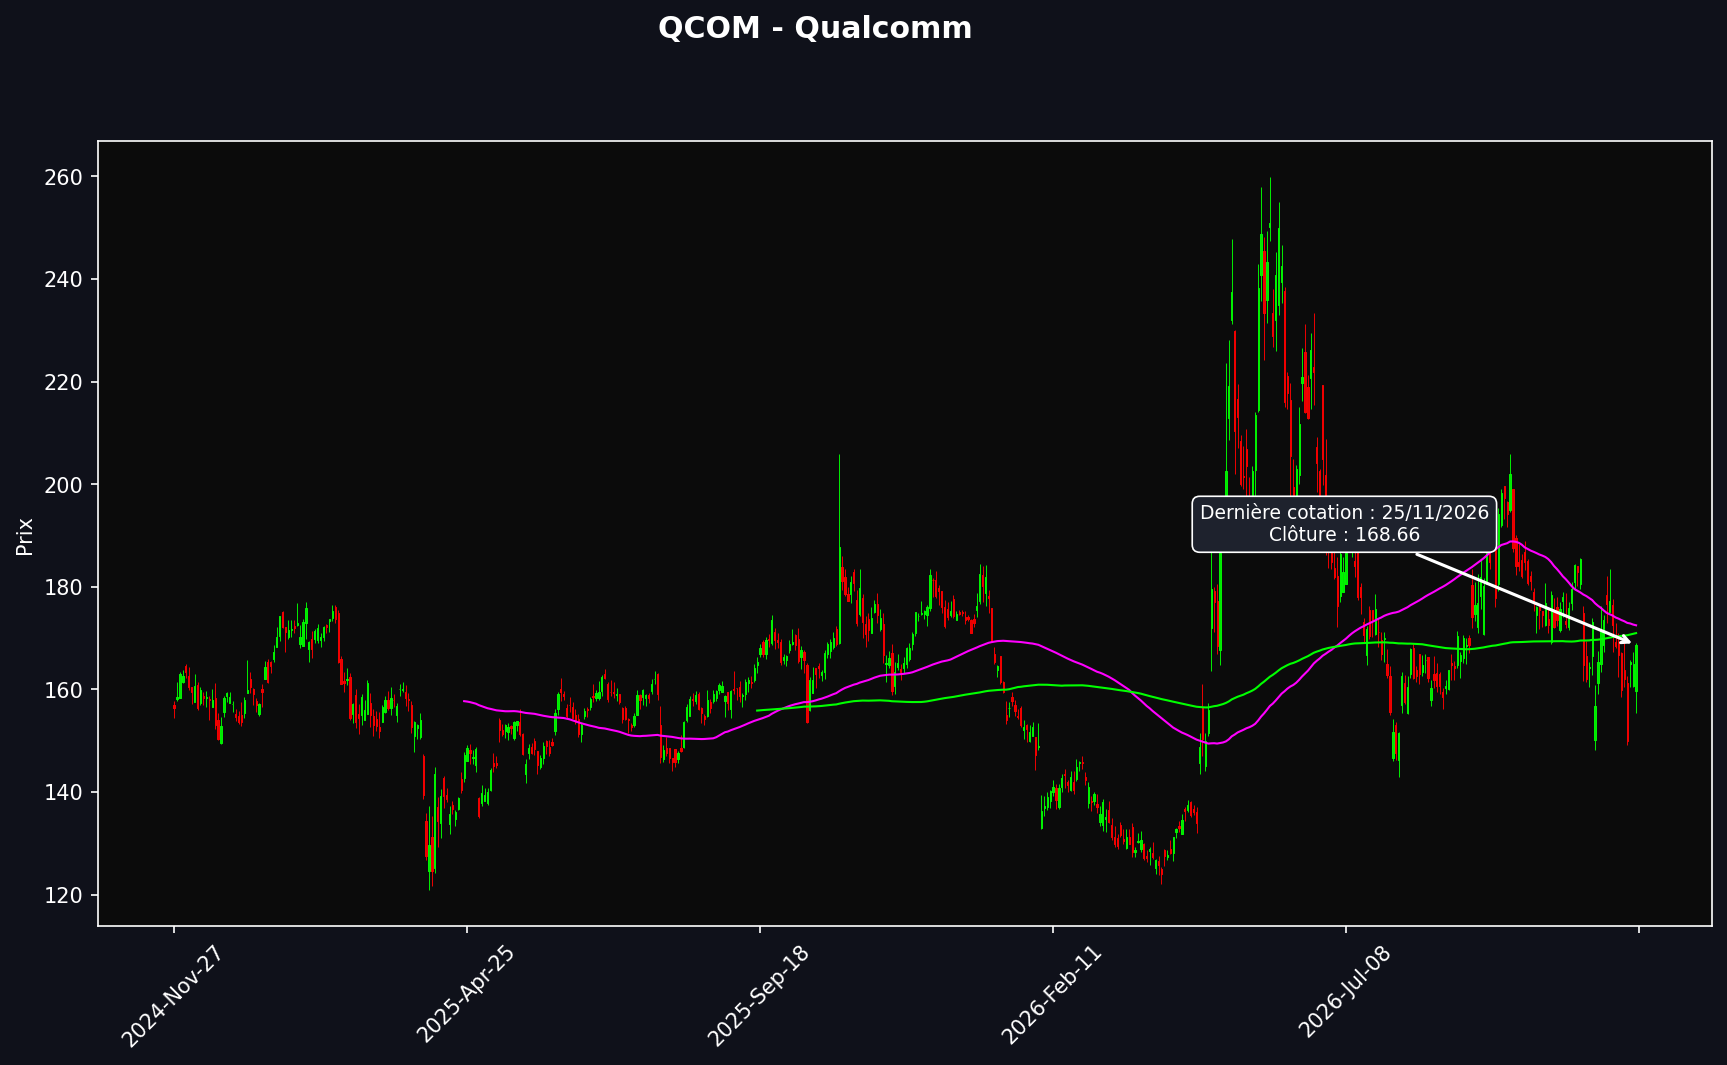 QCOM - Qualcomm
260
240
220
200
180
160
140
120
Prix
Dernière cotation : 25/11/2026
Clôture : 168.66
2024-Nov-27
2025-Apr-25
2025-Sep-18
2026-Feb-11
2026-Jul-08